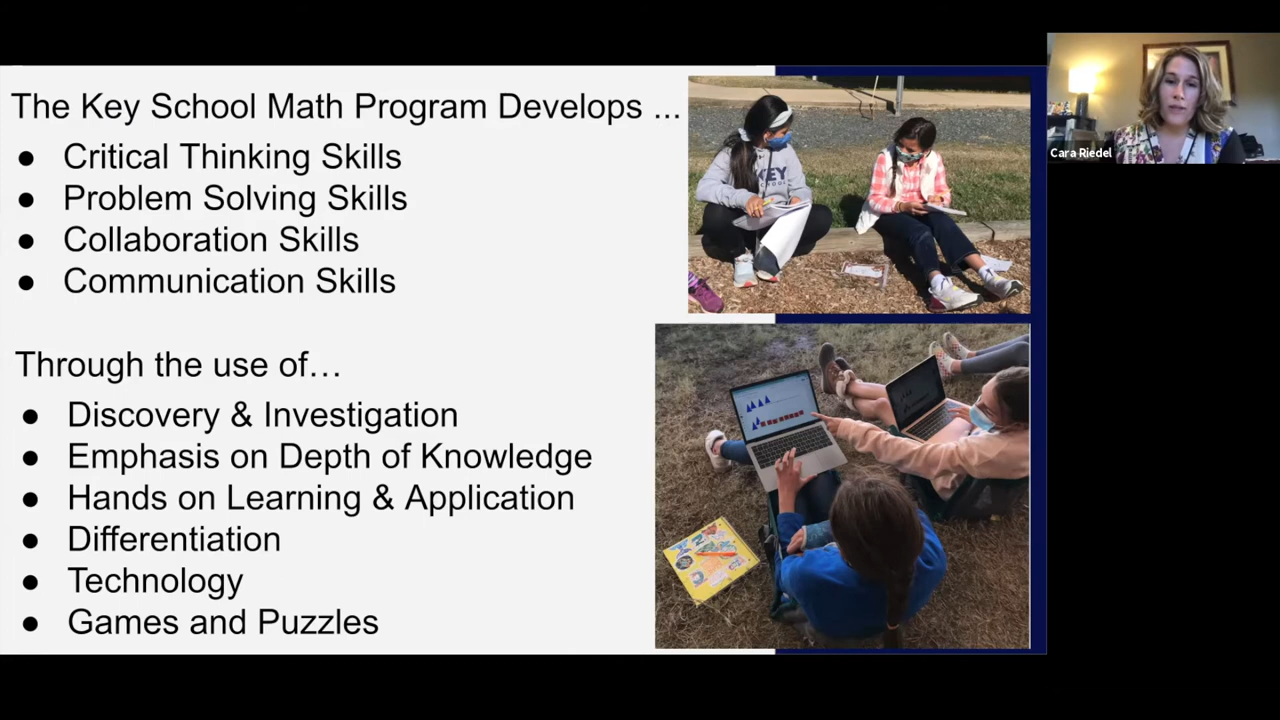 The Key School Math Program Develops ...
● Critical Thinking Skills
● Problem Solving Skills
● Collaboration Skills
● Communication Skills
Through the use of…
● Discovery & Investigation
● Emphasis on Depth of Knowledge
● Hands on Learning & Application
● Differentiation
● Technology
● Games and Puzzles
KEY
SCHOOL
Cara Riedel